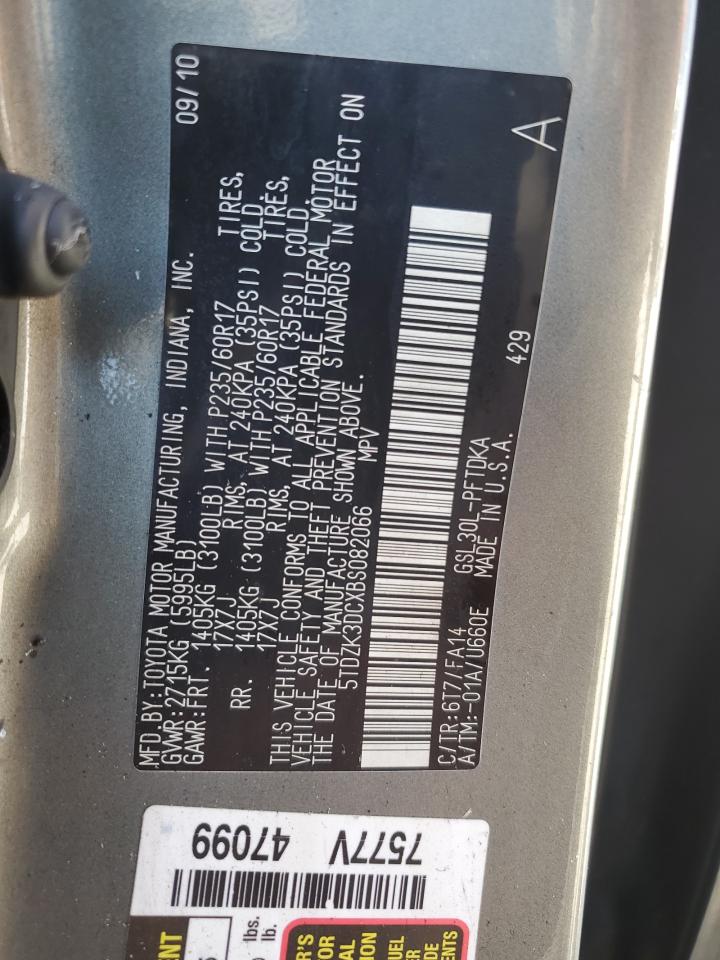 MFD.BY:TOYOTA MOTOR MANUFACTURING, INDIANA, INC. 09/10
GVWR:2715KG (5995LB)
GAWR:FRT. 1405KG (3100LB) WITH P235/60R17 TIRES,
17X7J RIMS, AT 240KPA (35PSI) COLD.
RR. 1405KG (3100LB) WITH P235/60R17 TIRES,
17X7J RIMS, AT 240KPA (35PSI) COLD.
THIS VEHICLE CONFORMS TO ALL APPLICABLE FEDERAL MOTOR
VEHICLE SAFETY AND THEFT PREVENTION STANDARDS IN EFFECT ON
THE DATE OF MANUFACTURE SHOWN ABOVE.
5TDZK3DCXBS082066 MPV
C/TR:6T7/FA14 GSL30L-PFTDKA 429
A/TM:-01A/U660E MADE IN U.S.A. A
7577V 47099
lbs.
lb.